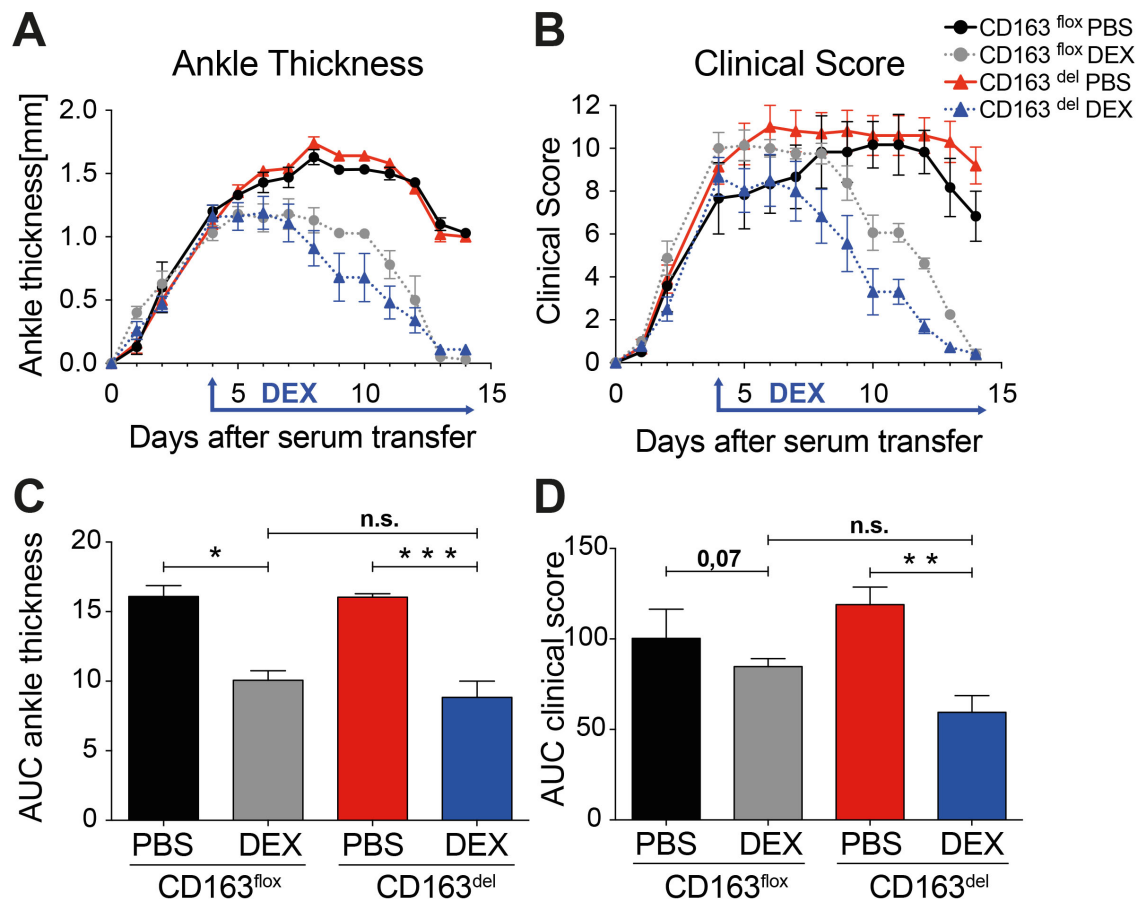 A
Ankle Thickness
Ankle thickness[mm]
2.0
1.5
1.0
0.5
0.0
0 5 10 15
DEX
Days after serum transfer
B
Clinical Score
Clinical Score
12
10
8
6
4
2
0
0 5 10 15
DEX
Days after serum transfer
CD163 flox PBS
CD163 flox DEX
CD163 del PBS
CD163 del DEX
C
AUC ankle thickness
20
15
10
5
0
n.s.
*
* * *
PBS DEX PBS DEX
CD163flox CD163del
D
AUC clinical score
150
100
50
0
n.s.
0,07
* *
PBS DEX PBS DEX
CD163flox CD163del